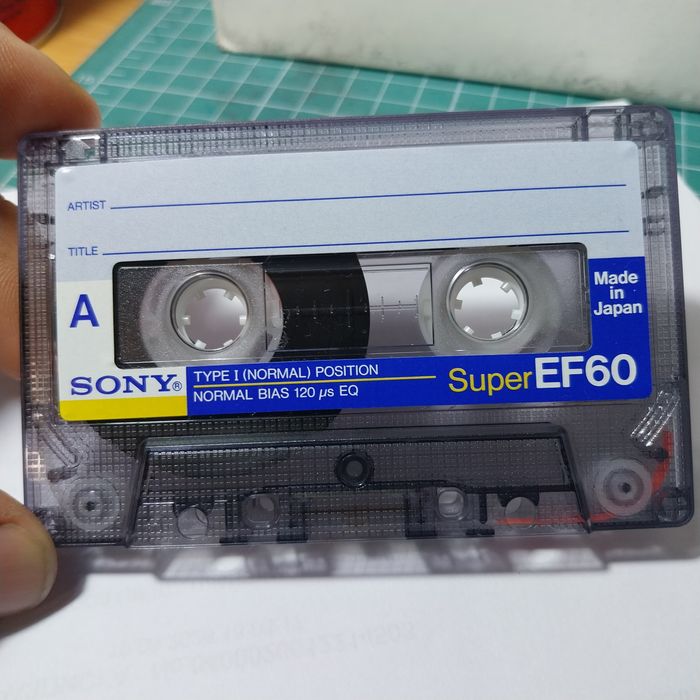 ARTIST
TITLE
A
Made
in
Japan
SONY®
TYPE I (NORMAL) POSITION
NORMAL BIAS 120 µs EQ
Super EF60